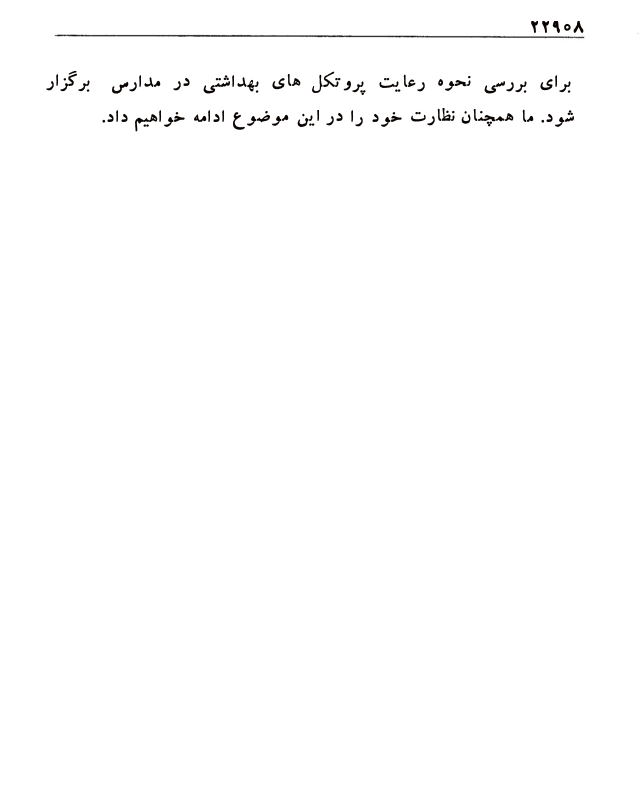 ۲۲۹۰۸
برای بررسی نحوه رعایت پروتکل های بهداشتی در مدارس برگزار
شود. ما همچنان نظارت خود را در این موضوع ادامه خواهیم داد.